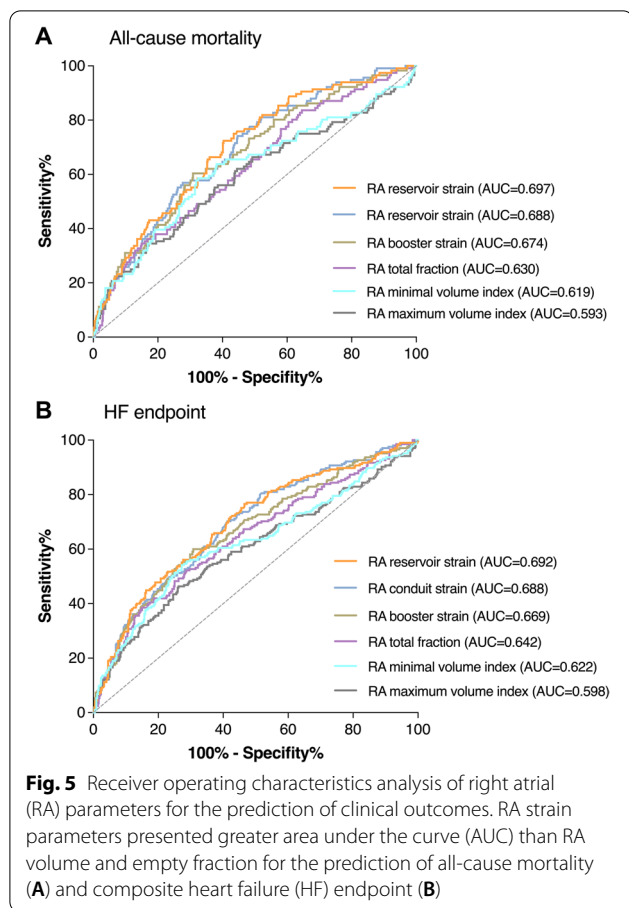 A All-cause mortality
100
80
60
40
20
0
Sensitivity%
RA reservoir strain (AUC=0.697)
RA reservoir strain (AUC=0.688)
RA booster strain (AUC=0.674)
RA total fraction (AUC=0.630)
RA minimal volume index (AUC=0.619)
RA maximum volume index (AUC=0.593)
0 20 40 60 80 100
100% - Specifity%
B HF endpoint
100
80
60
40
20
0
Sensitivity%
RA reservoir strain (AUC=0.692)
RA conduit strain (AUC=0.688)
RA booster strain (AUC=0.669)
RA total fraction (AUC=0.642)
RA minimal volume index (AUC=0.622)
RA maximum volume index (AUC=0.598)
0 20 40 60 80 100
100% - Specifity%
Fig. 5 Receiver operating characteristics analysis of right atrial
(RA) parameters for the prediction of clinical outcomes. RA strain
parameters presented greater area under the curve (AUC) than RA
volume and empty fraction for the prediction of all-cause mortality
(A) and composite heart failure (HF) endpoint (B)